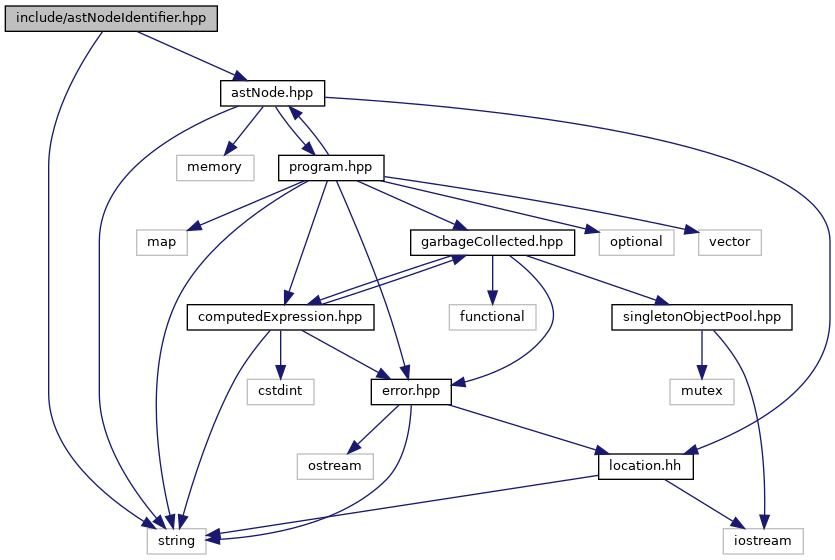 include/astNodeIdentifier.hpp
astNode.hpp
memory
program.hpp
map
garbageCollected.hpp
optional
vector
computedExpression.hpp
functional
singletonObjectPool.hpp
cstdint
error.hpp
mutex
ostream
location.hh
string
iostream